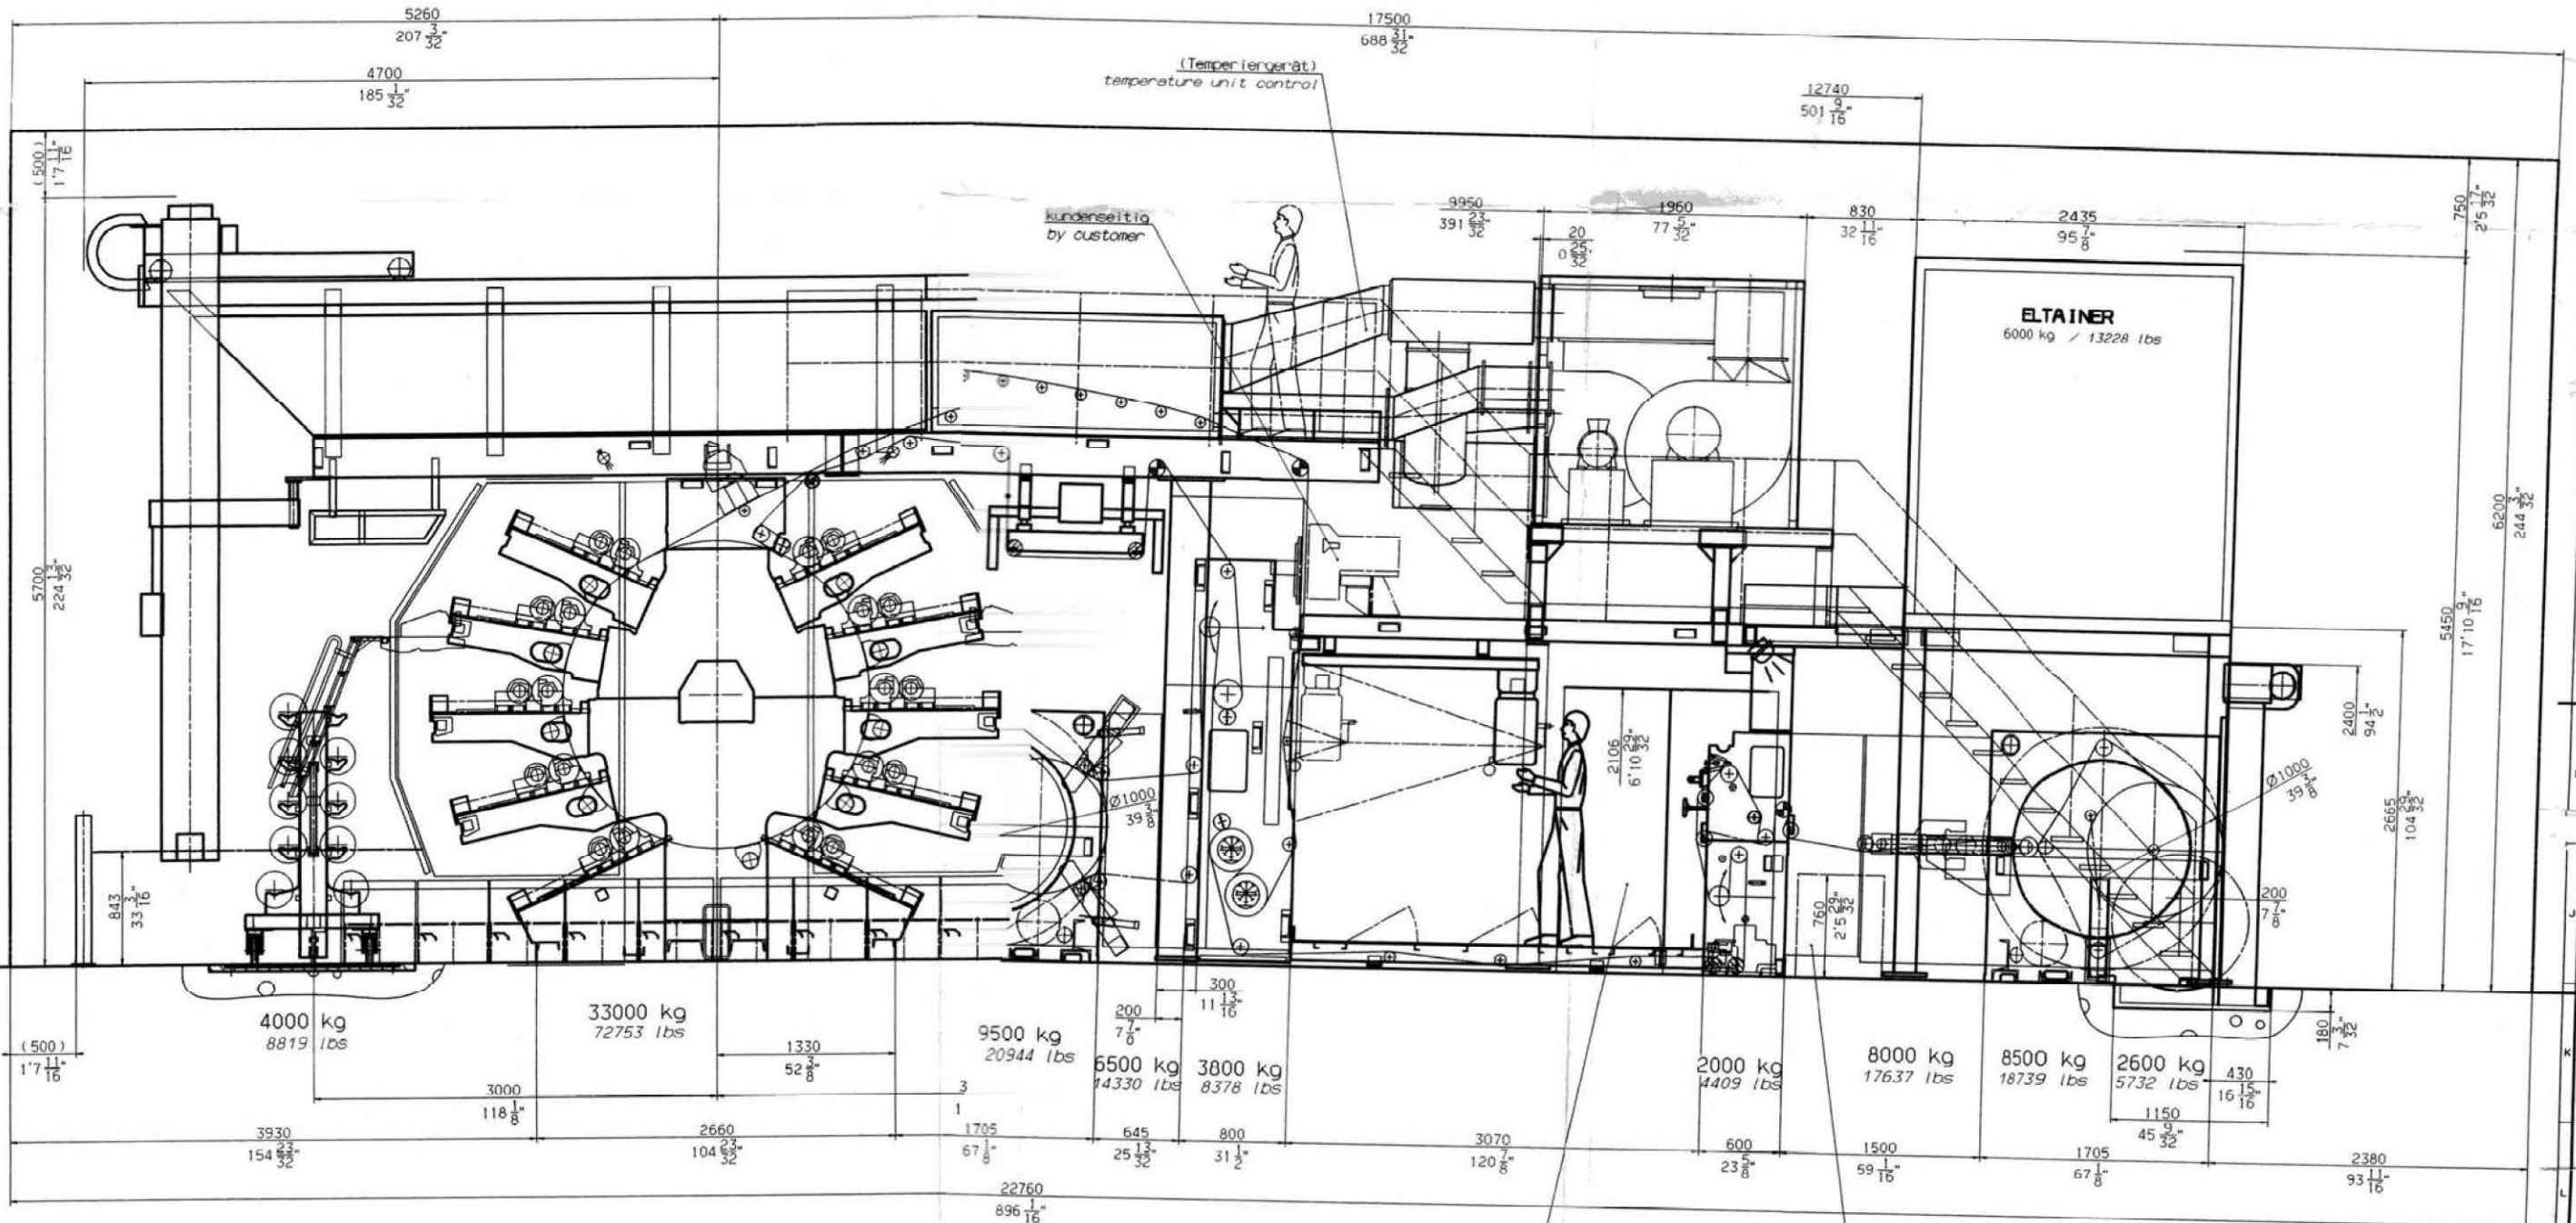 5260
207 3/32"
17500
688 31/32"
4700
185 1/32"
(Temperiergerät)
temperature unit control
12740
501 9/16"
(500)
1'7 11/16"
kundenseitig
by customer
9950
391 23/32"
20
0 25/32"
1960
77 5/32"
830
32 11/16"
2435
95 7/8"
750
2'5 17/32"
ELTAINER
6000 kg / 13228 lbs
5700
224 13/32"
6200
244 3/32"
5450
17'10 9/16"
2400
94 1/2"
2106
6'10 29/32"
Ø1000
39 3/8"
Ø1000
39 3/8"
2665
104 29/32"
843
33 3/16"
760
2'5 29/32"
200
7 7/8"
300
11 13/16"
200
180
7 3/32"
4000 kg
8819 lbs
33000 kg
72753 lbs
9500 kg
20944 lbs
6500 kg
14330 lbs
3800 kg
8378 lbs
2000 kg
4409 lbs
8000 kg
17637 lbs
8500 kg
18739 lbs
2600 kg
5732 lbs
430
16 15/16"
(500)
1'7 11/16"
1330
52 3/8"
3000
118 1/8"
3
1
1150
45 9/32"
3930
154 23/32"
2660
104 23/32"
1705
67 1/8"
645
25 13/32"
800
31 1/2"
3070
120 7/8"
600
23 5/8"
1500
59 1/16"
1705
67 1/8"
2380
93 11/16"
22760
896 1/16"
K
L